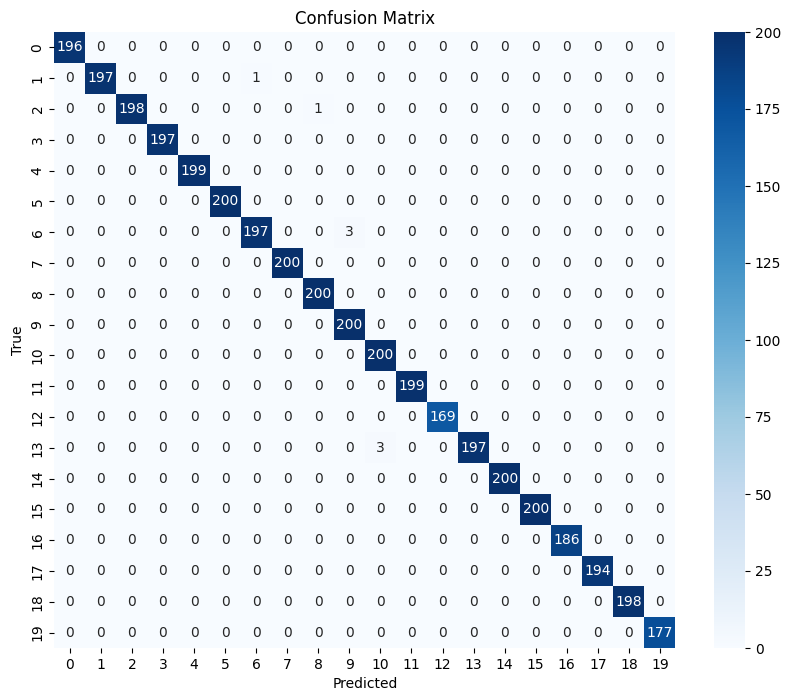 Confusion Matrix
0 196 0 0 0 0 0 0 0 0 0 0 0 0 0 0 0 0 0 0 0 200
1 0 197 0 0 0 0 1 0 0 0 0 0 0 0 0 0 0 0 0 0
2 0 0 198 0 0 0 0 0 1 0 0 0 0 0 0 0 0 0 0 0
3 0 0 0 197 0 0 0 0 0 0 0 0 0 0 0 0 0 0 0 0 175
4 0 0 0 0 199 0 0 0 0 0 0 0 0 0 0 0 0 0 0 0
5 0 0 0 0 0 200 0 0 0 0 0 0 0 0 0 0 0 0 0 0 150
6 0 0 0 0 0 0 197 0 0 3 0 0 0 0 0 0 0 0 0 0
7 0 0 0 0 0 0 0 200 0 0 0 0 0 0 0 0 0 0 0 0 125
8 0 0 0 0 0 0 0 0 200 0 0 0 0 0 0 0 0 0 0 0
9 0 0 0 0 0 0 0 0 0 200 0 0 0 0 0 0 0 0 0 0
True
10 0 0 0 0 0 0 0 0 0 0 200 0 0 0 0 0 0 0 0 0 100
11 0 0 0 0 0 0 0 0 0 0 0 199 0 0 0 0 0 0 0 0
12 0 0 0 0 0 0 0 0 0 0 0 0 169 0 0 0 0 0 0 0 75
13 0 0 0 0 0 0 0 0 0 0 3 0 0 197 0 0 0 0 0 0
14 0 0 0 0 0 0 0 0 0 0 0 0 0 0 200 0 0 0 0 0 50
15 0 0 0 0 0 0 0 0 0 0 0 0 0 0 0 200 0 0 0 0
16 0 0 0 0 0 0 0 0 0 0 0 0 0 0 0 0 186 0 0 0
17 0 0 0 0 0 0 0 0 0 0 0 0 0 0 0 0 0 194 0 0 25
18 0 0 0 0 0 0 0 0 0 0 0 0 0 0 0 0 0 0 198 0
19 0 0 0 0 0 0 0 0 0 0 0 0 0 0 0 0 0 0 0 177 0
0 1 2 3 4 5 6 7 8 9 10 11 12 13 14 15 16 17 18 19
Predicted